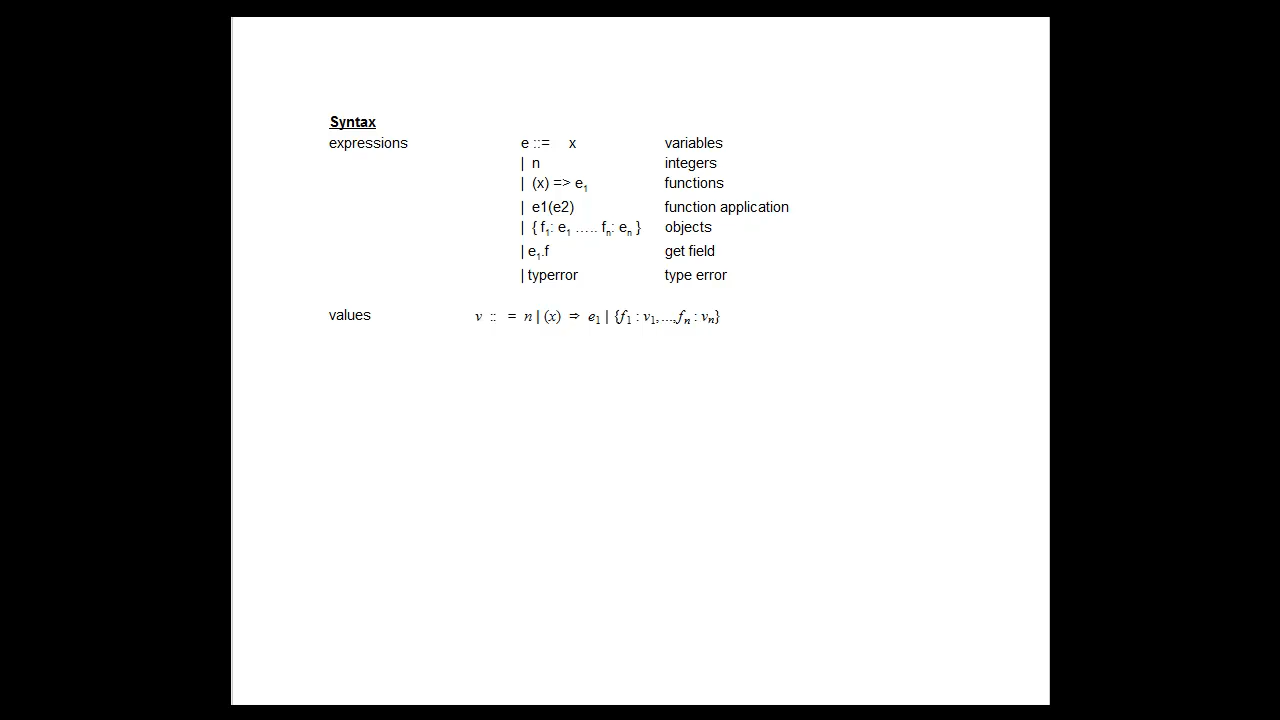 Syntax
expressions e ::= x variables
| n integers
| (x) => e₁ functions
| e1(e2) function application
| { f₁: e₁ ..... fₙ: eₙ } objects
| e₁.f get field
| typerror type error
values v :: = n | (x) ⇒ e₁ | {f₁ : v₁,...,fₙ : vₙ}